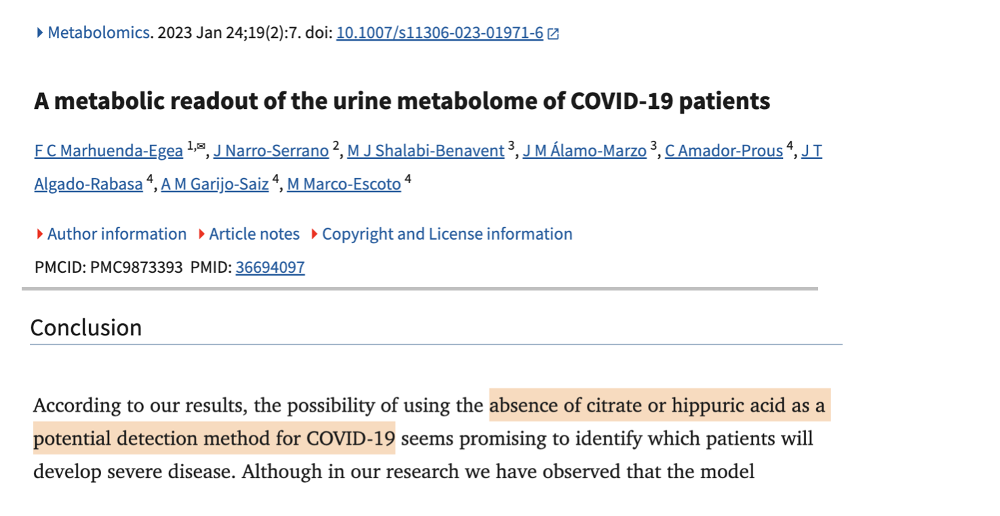 Metabolomics. 2023 Jan 24;19(2):7. doi: 10.1007/s11306-023-01971-6
A metabolic readout of the urine metabolome of COVID-19 patients
F C Marhuenda-Egea 1,✉, J Narro-Serrano 2, M J Shalabi-Benavent 3, J M Álamo-Marzo 3, C Amador-Prous 4, J T
Algado-Rabasa 4, A M Garijo-Saiz 4, M Marco-Escoto 4
Author information Article notes Copyright and License information
PMCID: PMC9873393 PMID: 36694097
Conclusion
According to our results, the possibility of using the absence of citrate or hippuric acid as a
potential detection method for COVID-19 seems promising to identify which patients will
develop severe disease. Although in our research we have observed that the model